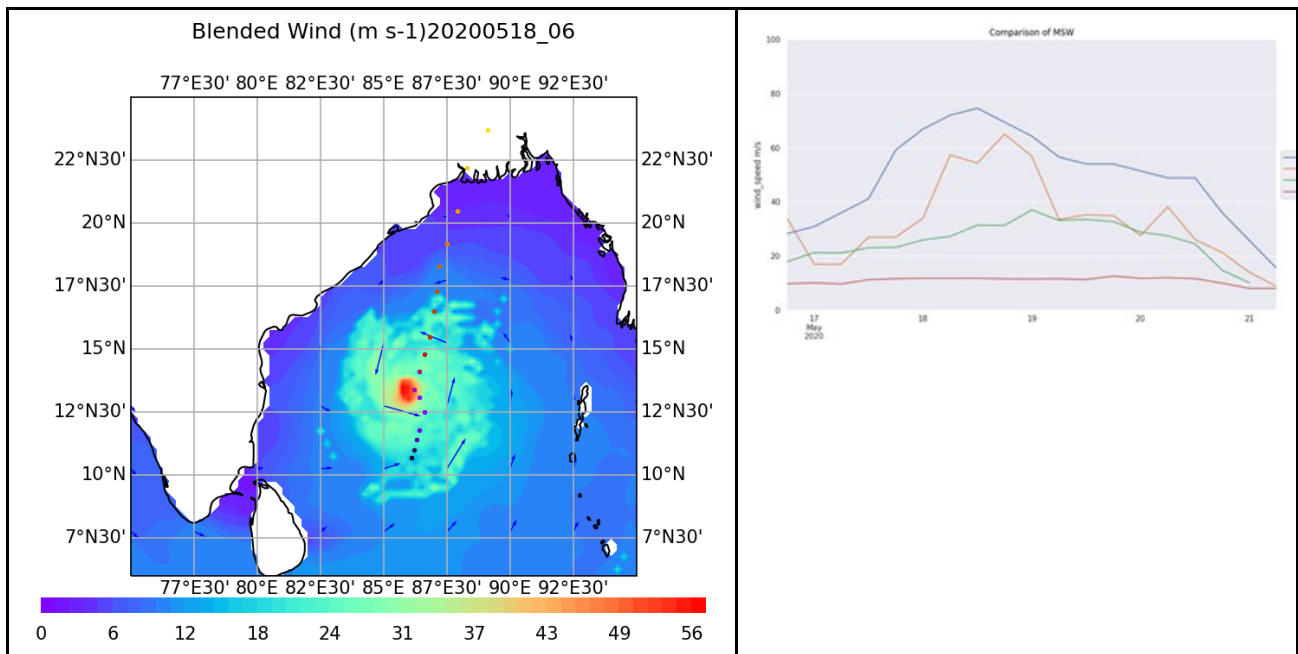 Blended Wind (m s-1)20200518_06
77°E30' 80°E 82°E30' 85°E 87°E30' 90°E 92°E30'
22°N30' 22°N30'
20°N 20°N
17°N30' 17°N30'
15°N 15°N
12°N30' 12°N30'
10°N 10°N
7°N30' 7°N30'
77°E30' 80°E 82°E30' 85°E 87°E30' 90°E 92°E30'
0 6 12 18 24 31 37 43 49 56
Comparison of MSW
100
80
60
40
20
0
wind_speed m/s
17 18 19 20 21
May
2020